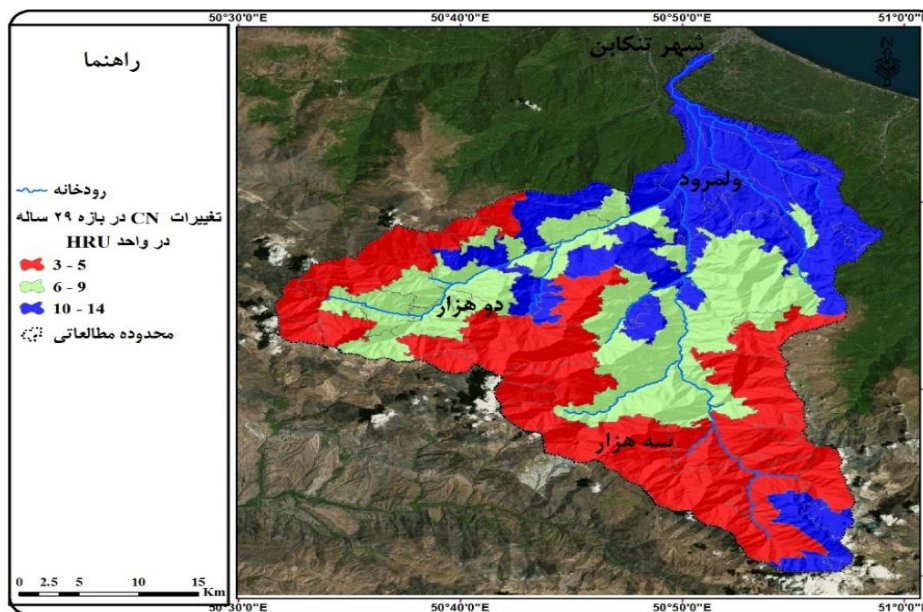 50°30'0"E
50°40'0"E
50°50'0"E
51°0'0"E
راهنما
رودخانه
تغییرات CN در بازه ۲۹ ساله
در واحد HRU
3 - 5
6 - 9
10 - 14
محدوده مطالعاتی
0 2.5 5 10 15
Km
شهر تنکابن
N
ولمرود
دو هزار
سه هزار
50°30'0"E
50°40'0"E
50°50'0"E
51°0'0"E